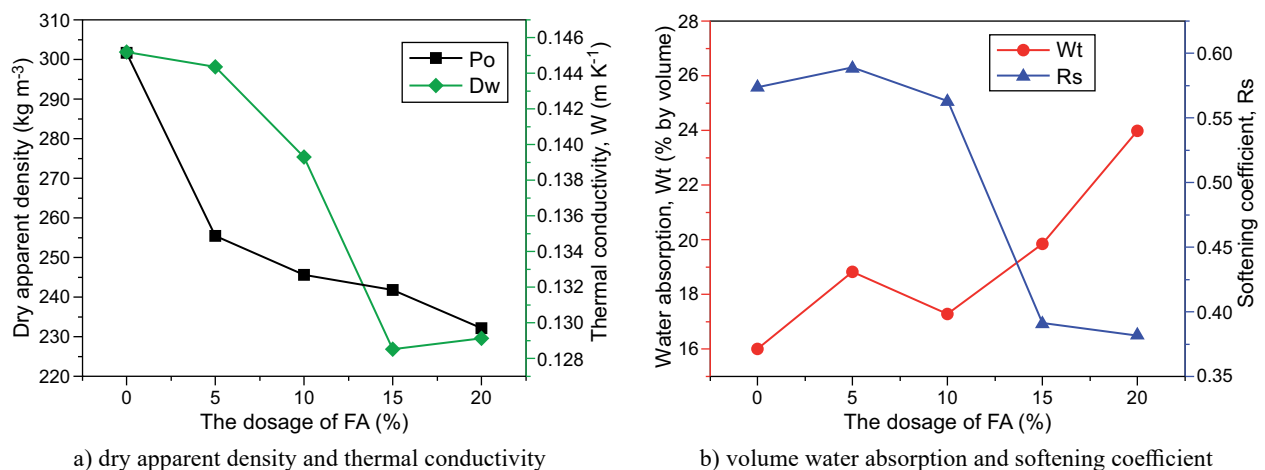 310
300
290
280
270
260
250
240
230
220
Dry apparent density (kg m-3)
0 5 10 15 20
The dosage of FA (%)
Po
Dw
0.146
0.145
0.142
0.140
0.138
0.136
0.135
0.132
0.130
0.128
Thermal conductivity, W (m K-1)
a) dry apparent density and thermal conductivity
28
26
24
22
20
18
16
Water absorption, Wt (% by volume)
0 5 10 15 20
The dosage of FA (%)
Wt
Rs
0.60
0.55
0.50
0.45
0.40
0.35
Softening coefficient, Rs
b) volume water absorption and softening coefficient